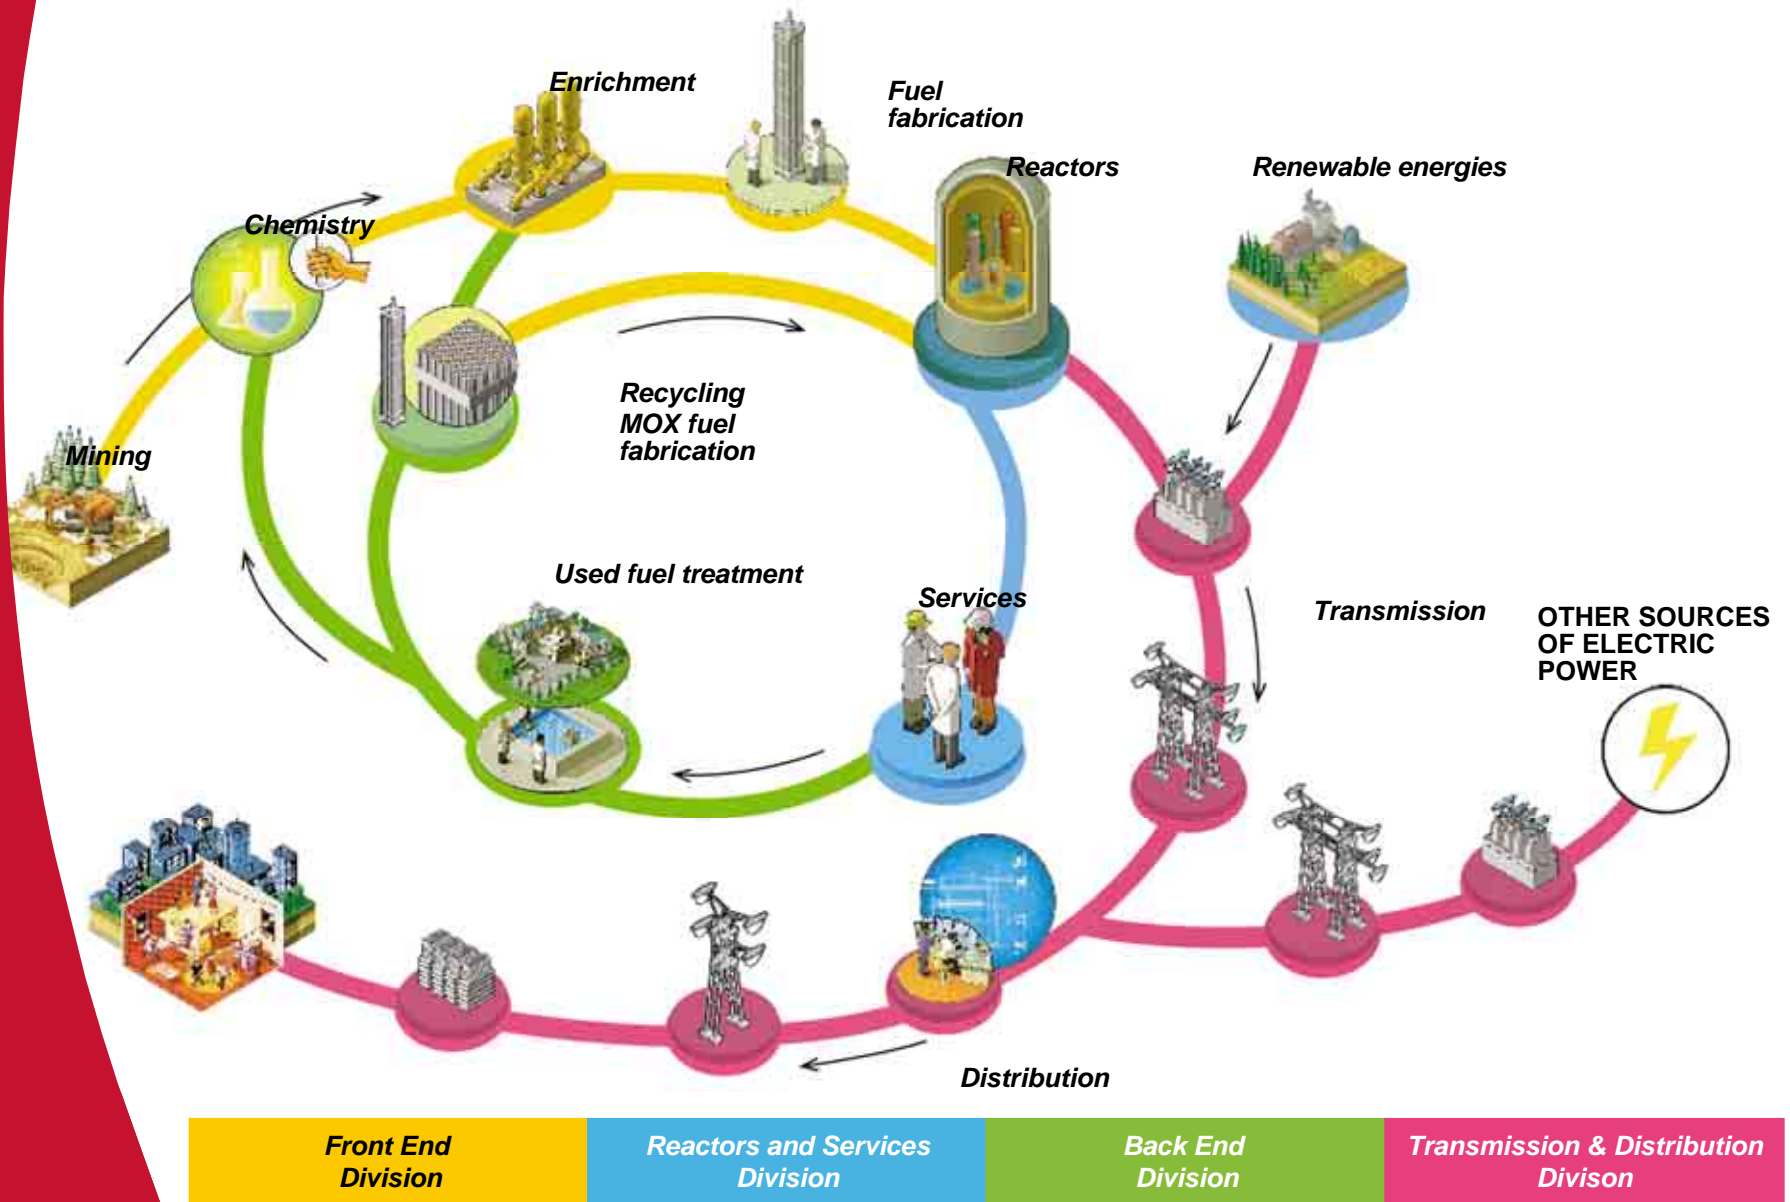 Enrichment
Fuel
fabrication
Reactors
Renewable energies
Chemistry
Recycling
MOX fuel
fabrication
Mining
Used fuel treatment
Services
Transmission
OTHER SOURCES
OF ELECTRIC
POWER
Distribution
Front End
Division
Reactors and Services
Division
Back End
Division
Transmission & Distribution
Divison